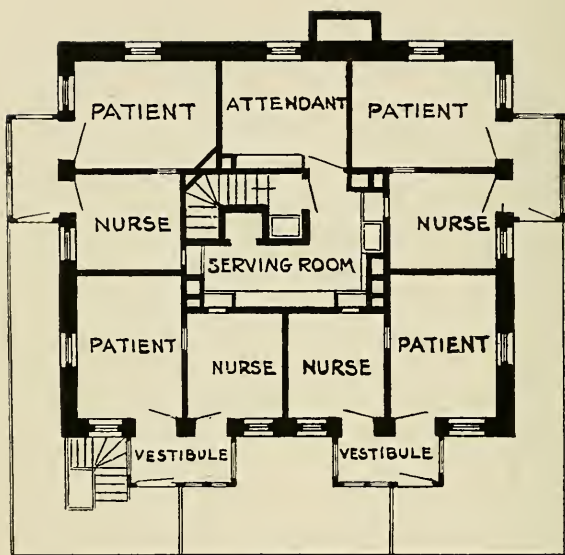 PATIENT
ATTENDANT
PATIENT
NURSE
NURSE
SERVING ROOM
PATIENT
NURSE
NURSE
PATIENT
VESTIBULE
VESTIBULE